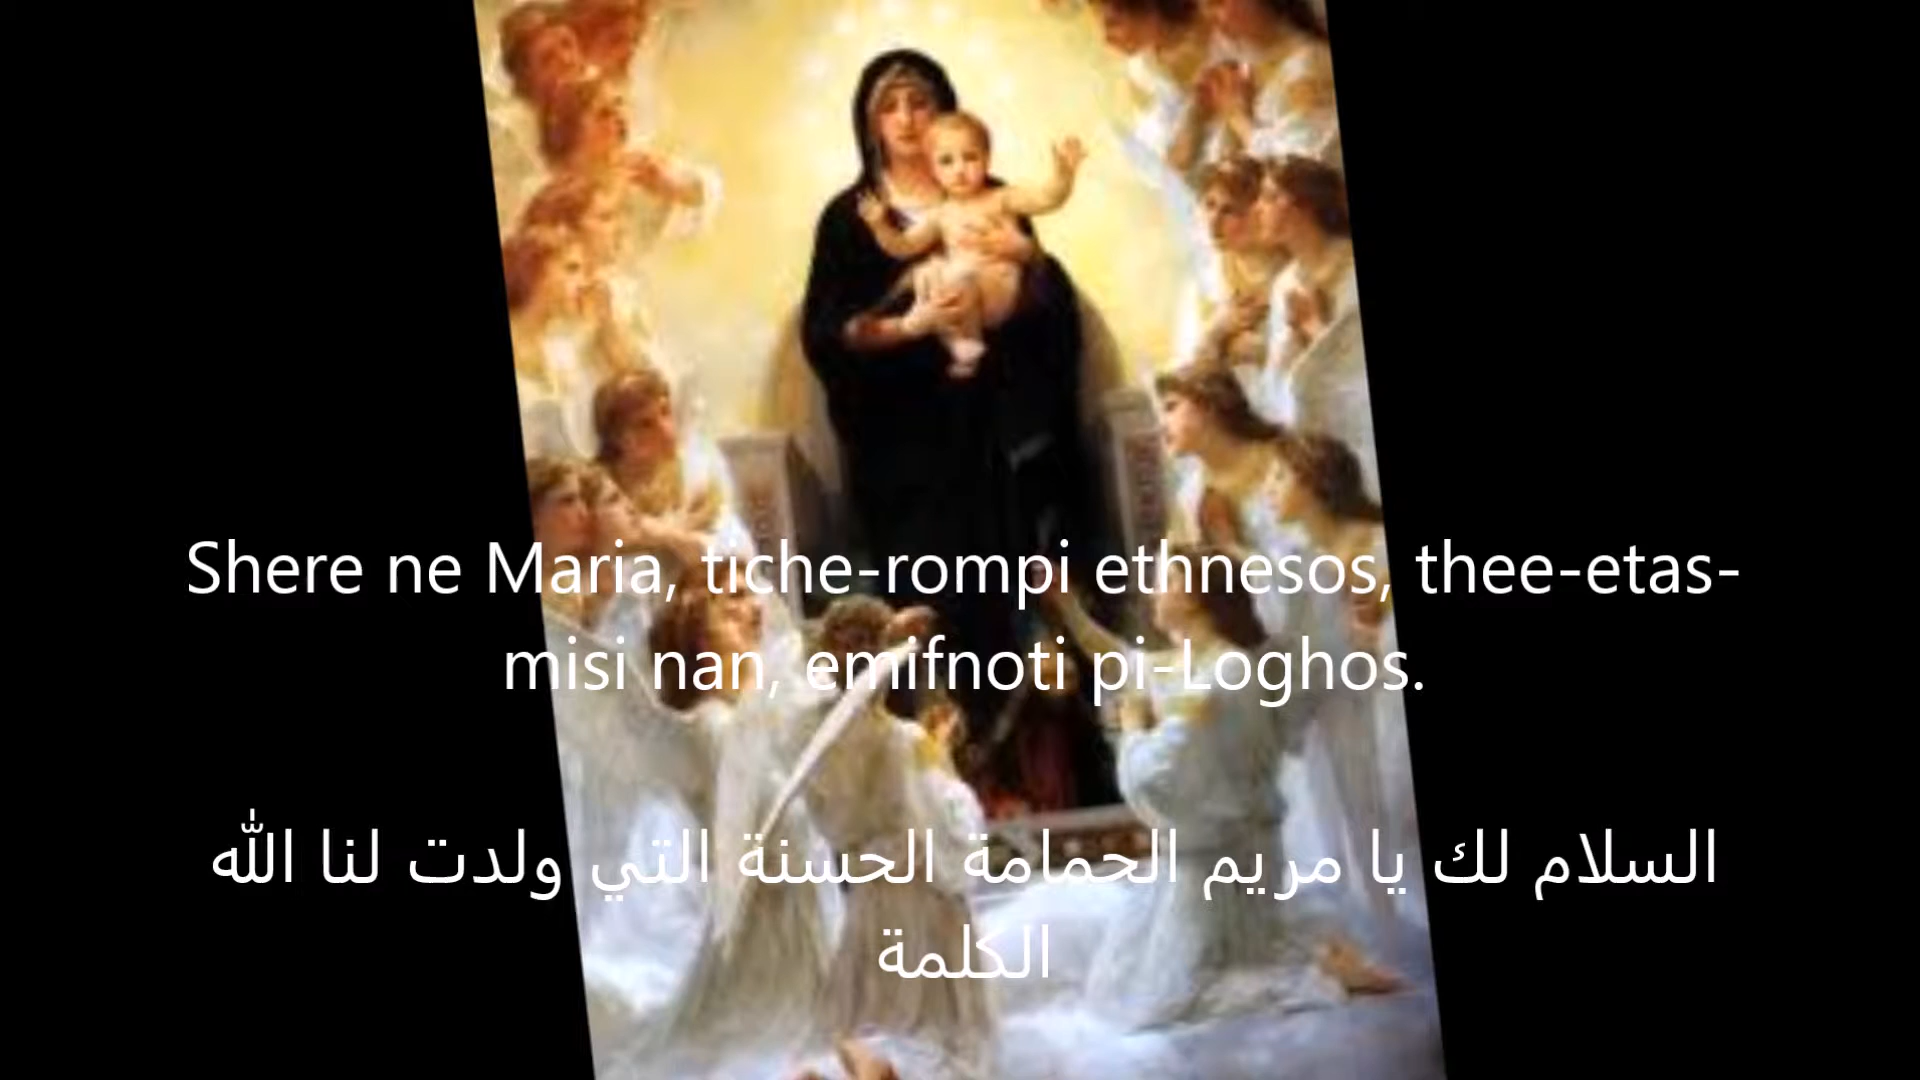 Shere ne Maria, tiche-rompi ethnesos, thee-etas-
misi nan, emifnoti pi-Loghos.
السلام لك يا مريم الحمامة الحسنة التي ولدت لنا الله
الكلمة